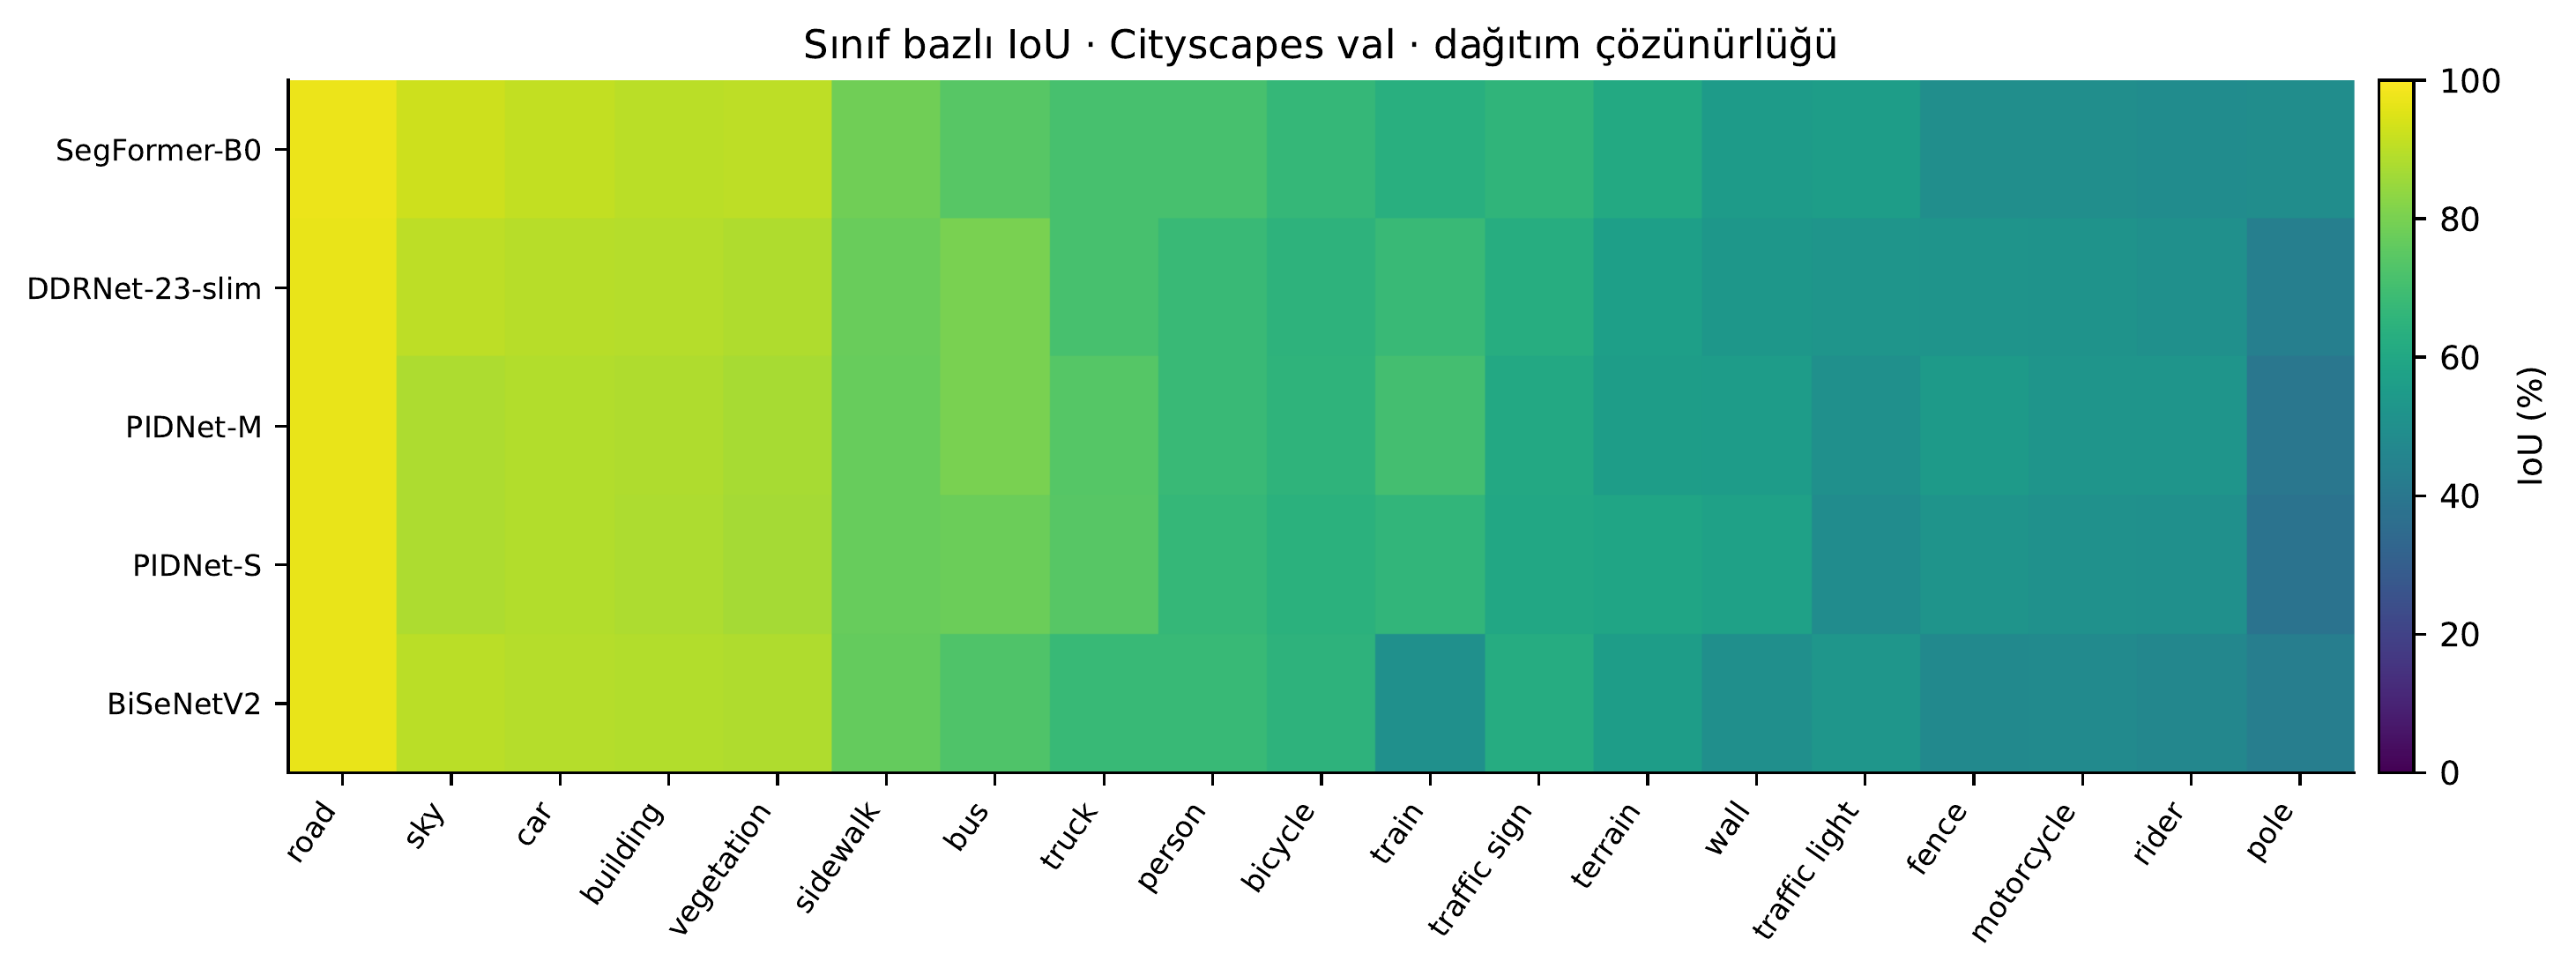 Sınıf bazlı IoU · Cityscapes val · dağıtım çözünürlüğü
SegFormer-B0
DDRNet-23-slim
PIDNet-M
PIDNet-S
BiSeNetV2
road
sky
car
building
vegetation
sidewalk
bus
truck
person
bicycle
train
traffic sign
terrain
wall
traffic light
fence
motorcycle
rider
pole
100
80
60
40
20
0
IoU (%)